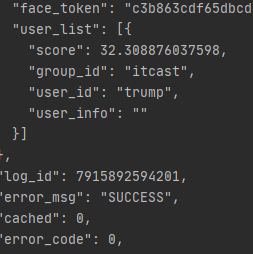 "face_token": "c3b863cdf65dbcd
"user_list": [{
"score": 32.308876037598,
"group_id": "itcast",
"user_id": "trump",
"user_info": ""
}]
},
"log_id": 7915892594201,
"error_msg": "SUCCESS",
"cached": 0,
"error_code": 0,